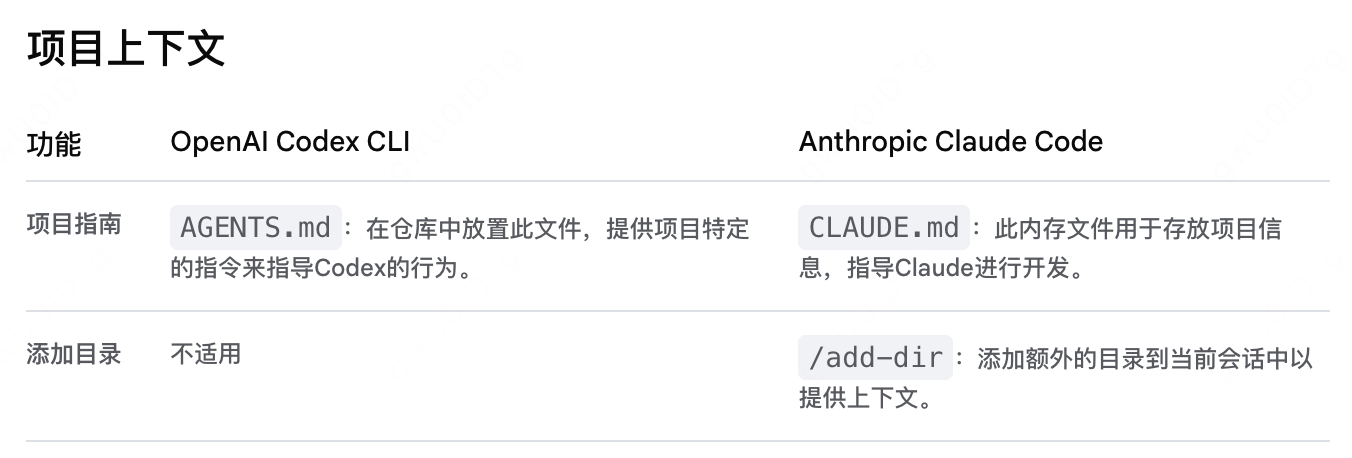 项目上下文
功能 OpenAI Codex CLI Anthropic Claude Code
项目指南 AGENTS.md： 在仓库中放置此文件，提供项目特定 CLAUDE.md： 此内存文件用于存放项目信
的指令来指导Codex的行为。 息，指导Claude进行开发。
添加目录 不适用 /add-dir： 添加额外的目录到当前会话中以
提供上下文。